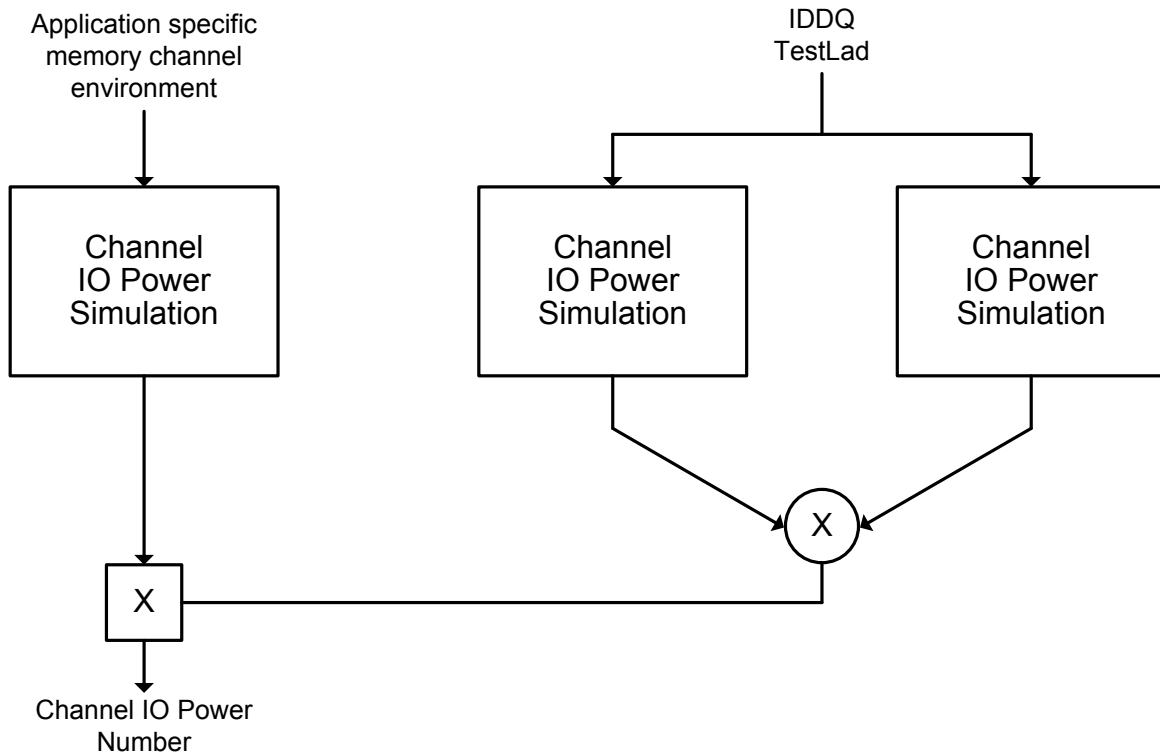 Application specific
memory channel
environment
IDDQ
TestLad
Channel
IO Power
Simulation
Channel
IO Power
Simulation
Channel
IO Power
Simulation
X
X
Channel IO Power
Number